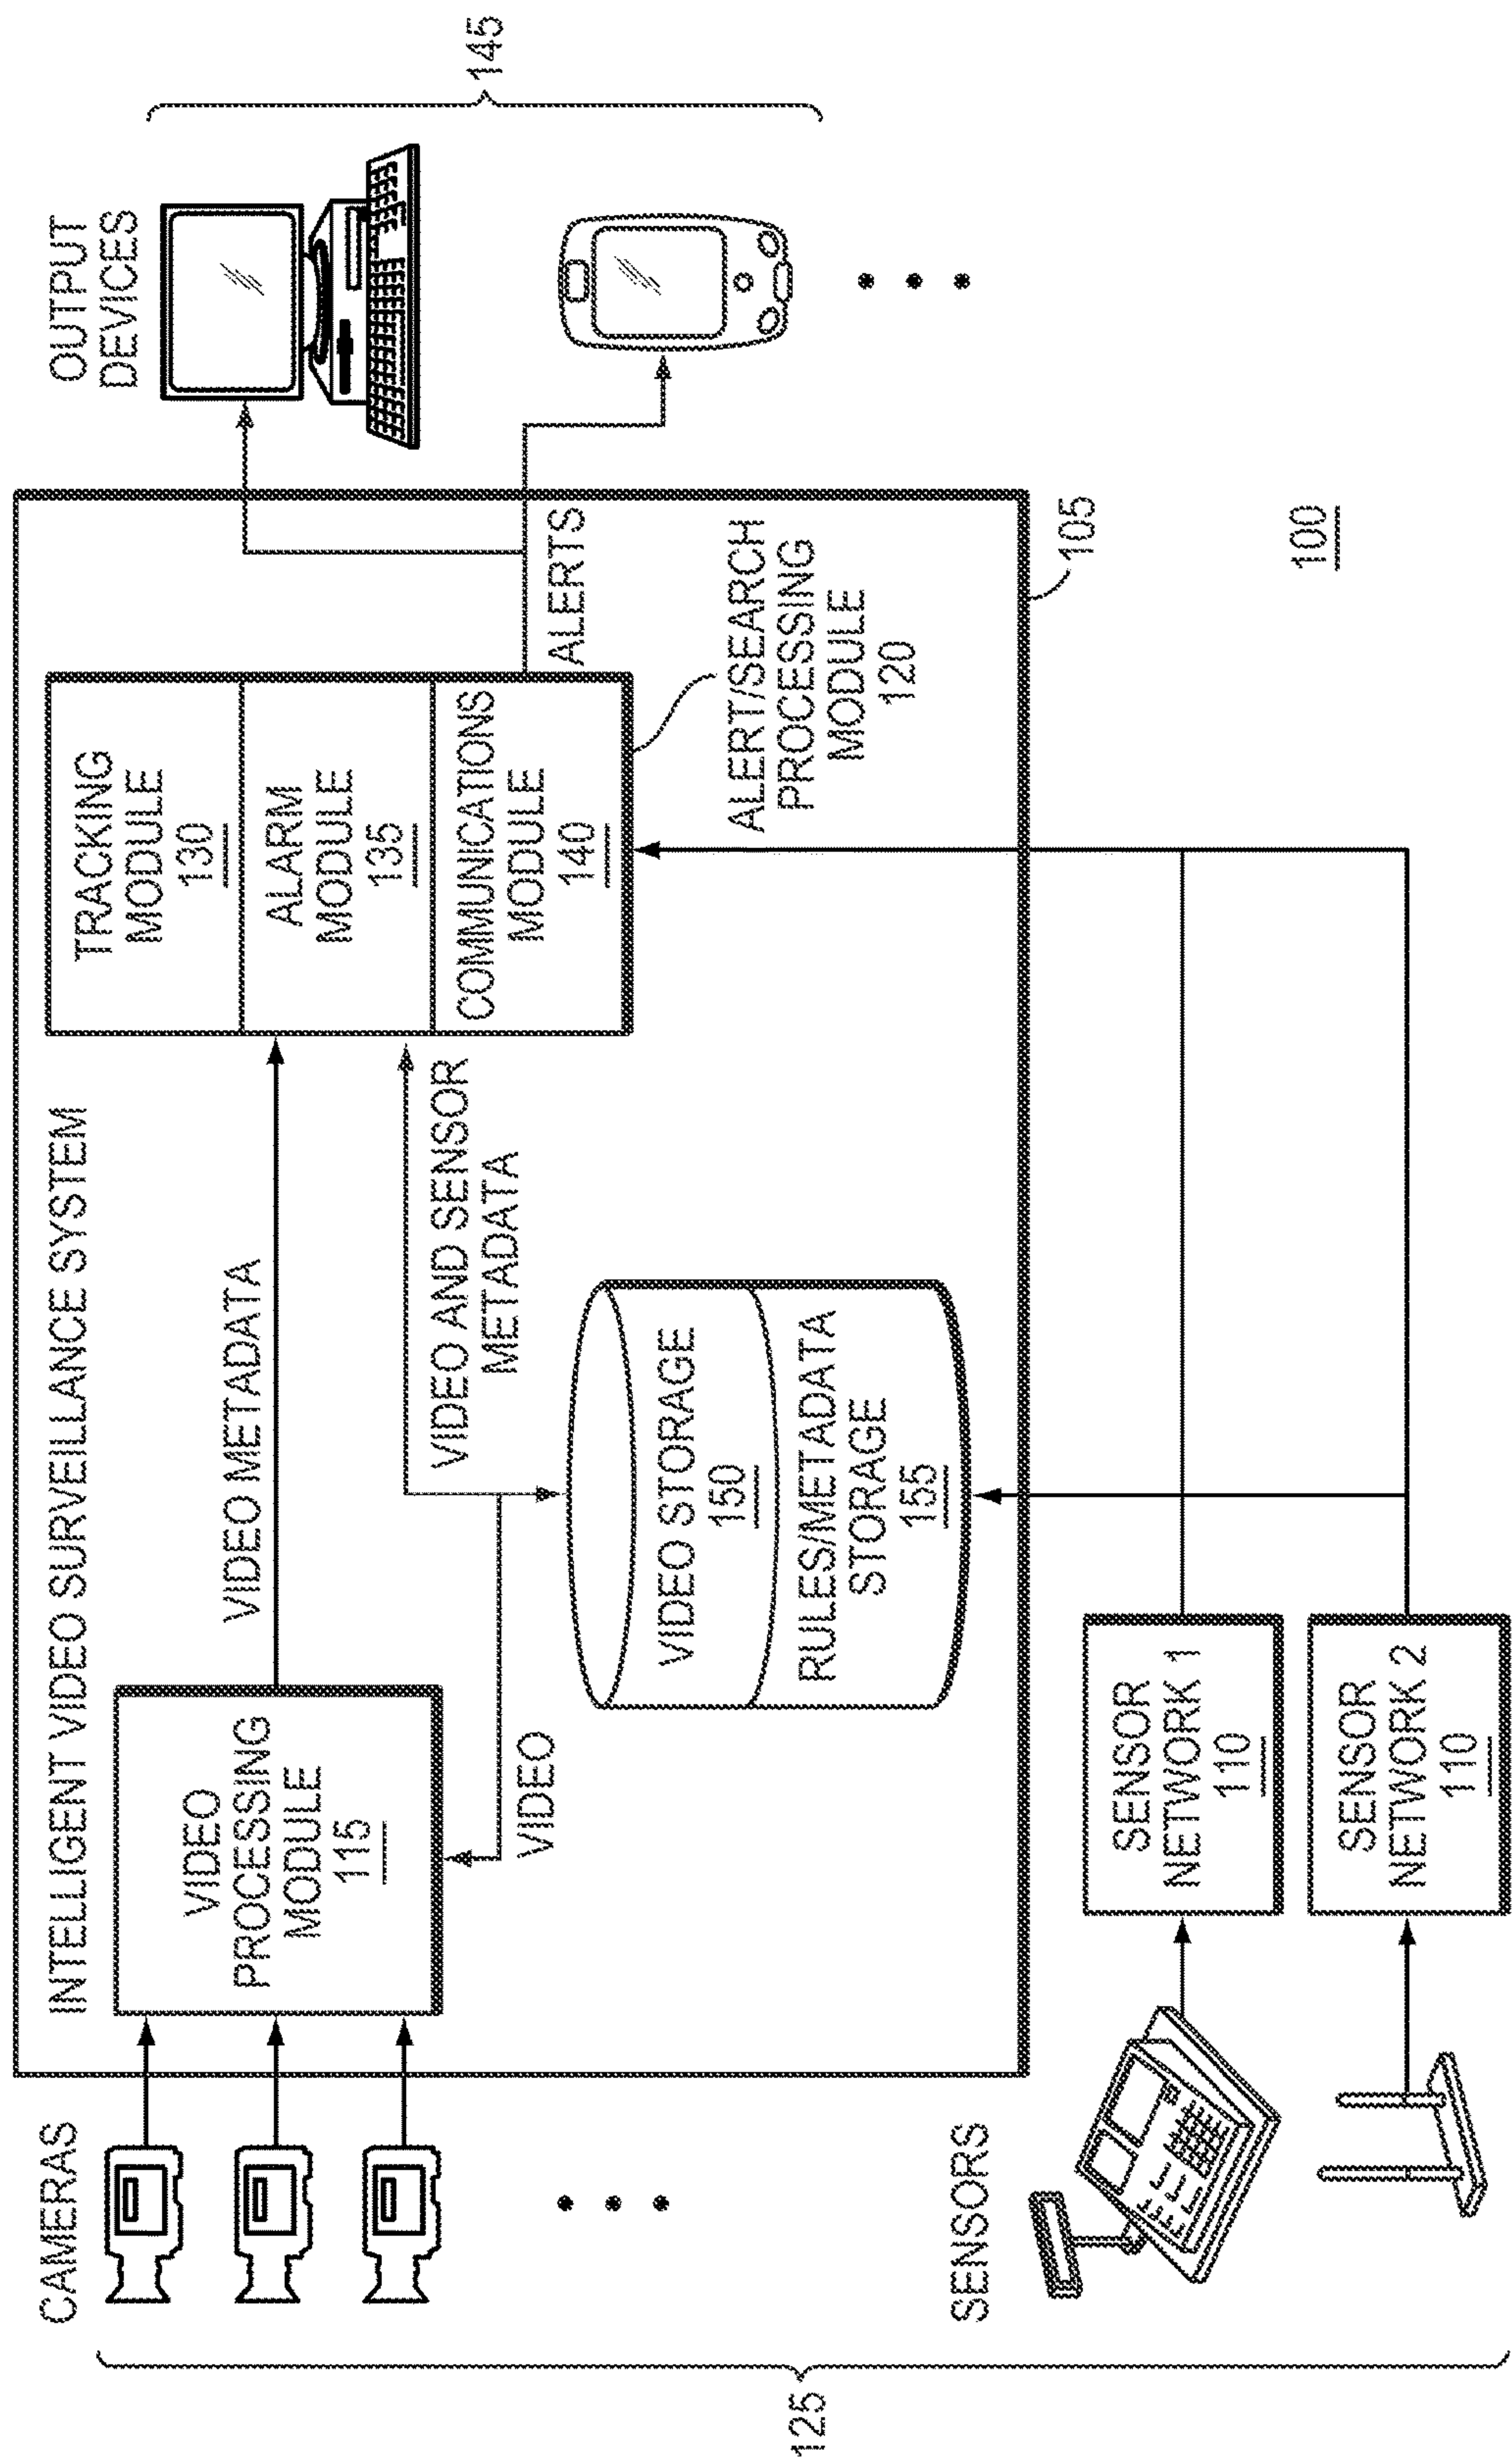 INTELLIGENT VIDEO SURVEILLANCE SYSTEM
CAMERAS
VIDEO
PROCESSING
MODULE
115
VIDEO METADATA
TRACKING
MODULE
130
ALARM
MODULE
135
COMMUNICATIONS
MODULE
140
OUTPUT
DEVICES
145
ALERTS
VIDEO AND SENSOR
METADATA
VIDEO
VIDEO STORAGE
150
RULES/METADATA
STORAGE
155
ALERT/SEARCH
PROCESSING
MODULE
120
105
125
SENSORS
SENSOR
NETWORK 1
110
SENSOR
NETWORK 2
110
100